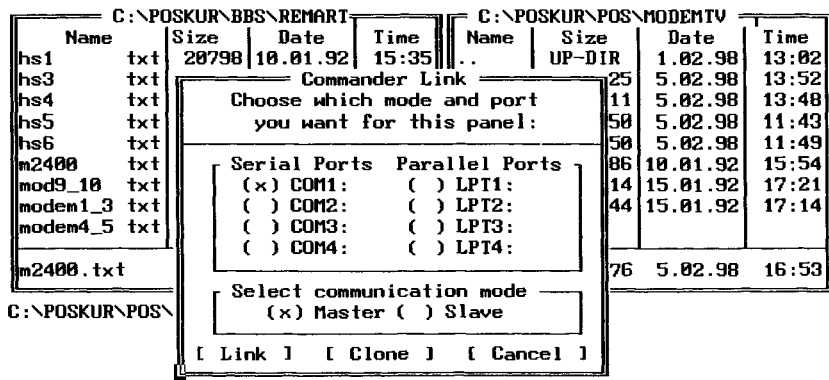 C:\POSKUR\BBS\REMART C:\POSKUR\POS\MODEMTV
Name Size Date Time Name Size Date Time
hs1 txt 20798 10.01.92 15:35 .. UP-DIR 1.02.98 13:02
hs3 txt Commander Link 25 5.02.98 13:52
hs4 txt Choose which mode and port 11 5.02.98 13:48
hs5 txt you want for this panel: 50 5.02.98 11:43
hs6 txt 50 5.02.98 11:49
m2400 txt Serial Ports Parallel Ports 86 10.01.92 15:54
mod9_10 txt (x) COM1: ( ) LPT1: 14 15.01.92 17:21
modem1_3 txt ( ) COM2: ( ) LPT2: 44 15.01.92 17:14
modem4_5 txt ( ) COM3: ( ) LPT3:
( ) COM4: ( ) LPT4:
m2400.txt 76 5.02.98 16:53
Select communication mode
C:\POSKUR\POS\ (x) Master ( ) Slave
[ Link ] [ Clone ] [ Cancel ]